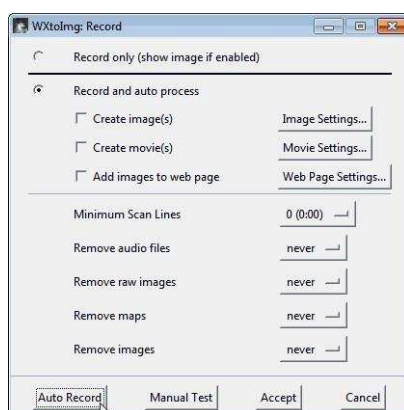 WXtoImg: Record
Record only (show image if enabled)
Record and auto process
Create image(s) Image Settings...
Create movie(s) Movie Settings...
Add images to web page Web Page Settings...
Minimum Scan Lines 0 (0:00)
Remove audio files never
Remove raw images never
Remove maps never
Remove images never
Auto Record Manual Test Accept Cancel